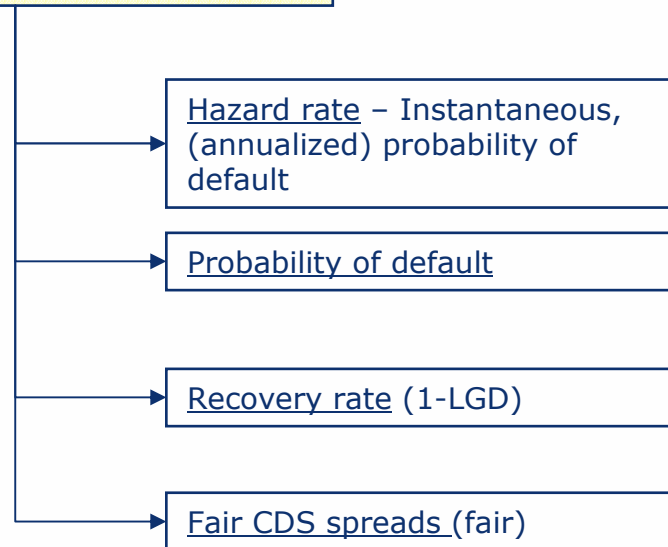 Hazard rate – Instantaneous,
(annualized) probability of
default
Probability of default
Recovery rate (1-LGD)
Fair CDS spreads (fair)